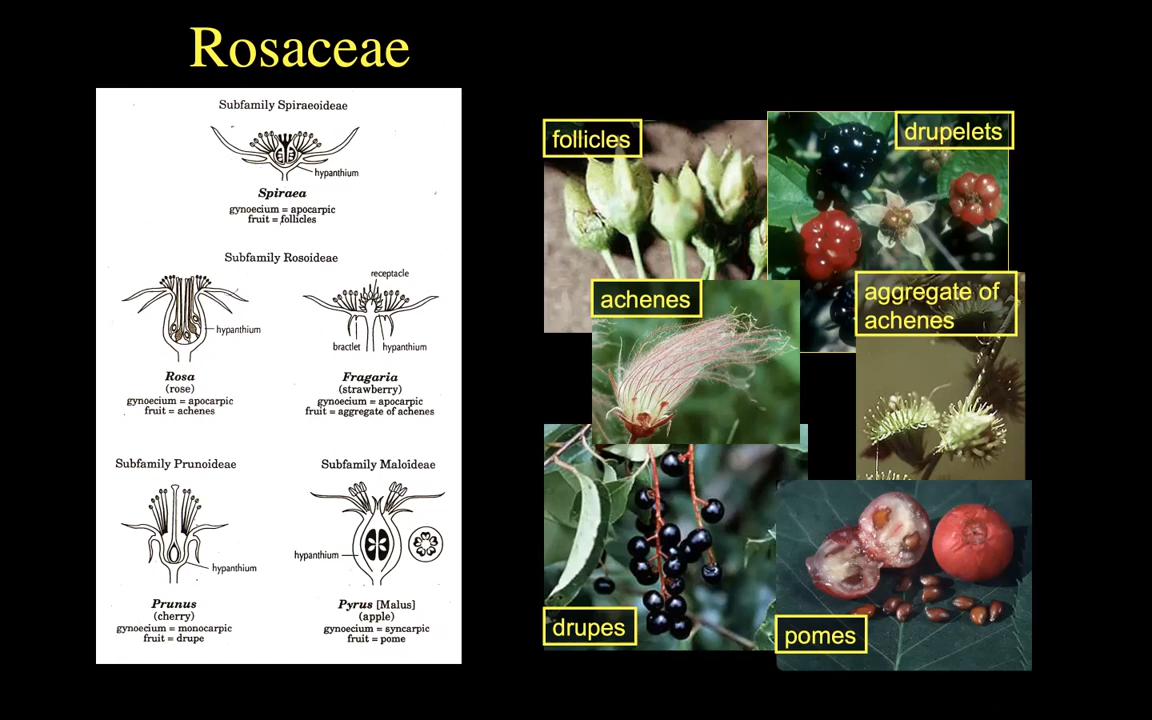 Rosaceae
Subfamily Spiraeoideae
hypanthium
Spiraea
gynoecium = apocarpic
fruit = follicles
Subfamily Rosoideae
hypanthium
Rosa
(rose)
gynoecium = apocarpic
fruit = achenes
receptacle
bractlet
hypanthium
Fragaria
(strawberry)
gynoecium = apocarpic
fruit = aggregate of achenes
Subfamily Prunoideae
hypanthium
Prunus
(cherry)
gynoecium = monocarpic
fruit = drupe
Subfamily Maloideae
hypanthium
Pyrus [Malus]
(apple)
gynoecium = syncarpic
fruit = pome
follicles
drupelets
achenes
aggregate of
achenes
drupes
pomes